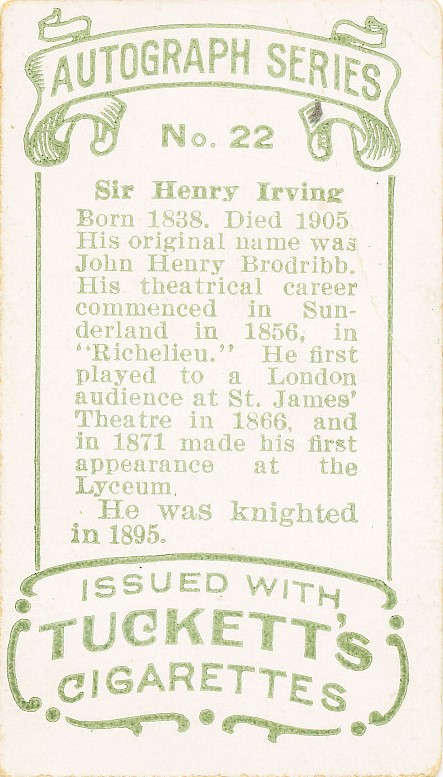 AUTOGRAPH SERIES
No. 22
Sir Henry Irving
Born 1838. Died 1905
His original name was
John Henry Brodribb.
His theatrical career
commenced in Sun-
derland in 1856, in
"Richelieu." He first
played to a London
audience at St. James'
Theatre in 1866, and
in 1871 made his first
appearance at the
Lyceum.
He was knighted
in 1895.
ISSUED WITH
TUCKETT'S
CIGARETTES